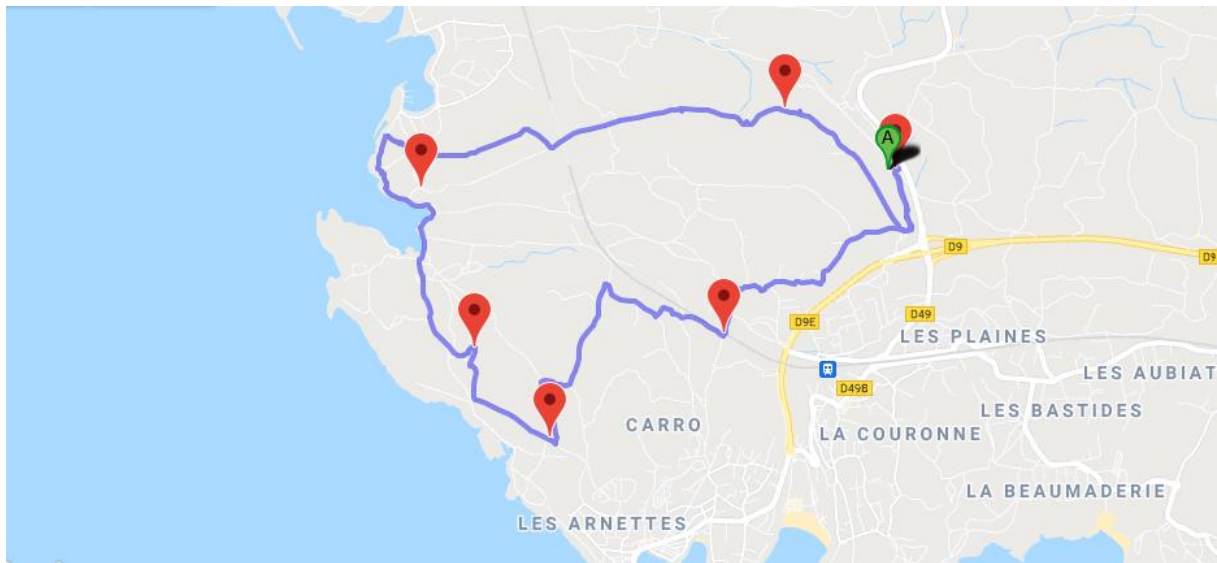 A
D9
D9
D9E
D49
LES PLAINES
LES AUBIAT
D49B
LES BASTIDES
CARRO
LA COURONNE
LA BEAUMADERIE
LES ARNETTES